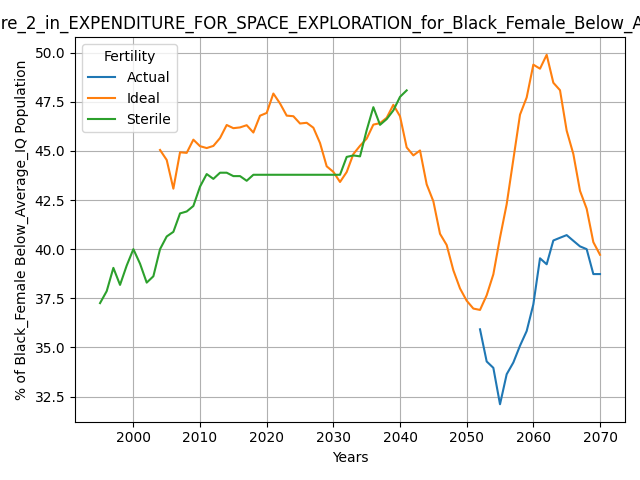 re_2_in_EXPENDITURE_FOR_SPACE_EXPLORATION_for_Black_Female_Below_A
Fertility
Actual
Ideal
Sterile
% of Black_Female Below_Average_IQ Population
50.0
47.5
45.0
42.5
40.0
37.5
35.0
32.5
2000 2010 2020 2030 2040 2050 2060 2070
Years